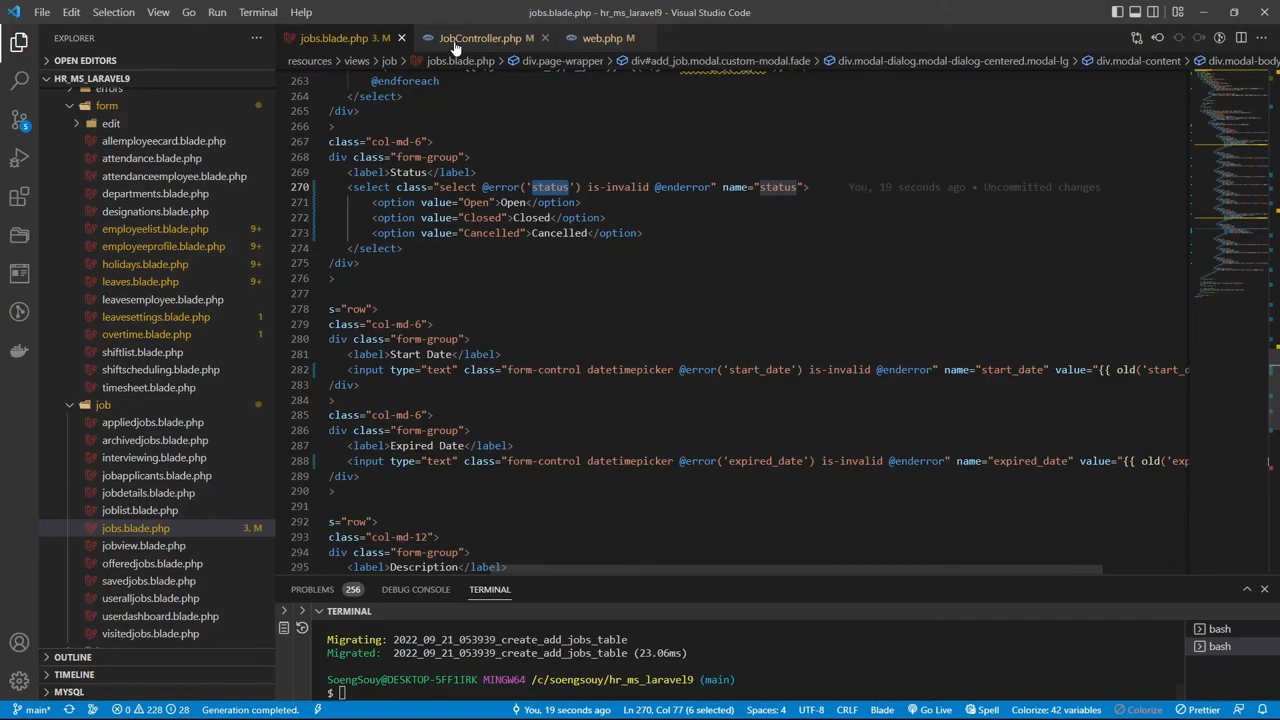 File Edit Selection View Go Run Terminal Help
jobs.blade.php - hr_ms_laravel9 - Visual Studio Code
EXPLORER
OPEN EDITORS
HR_MS_LARAVEL9
errors
form
edit
allemployeecard.blade.php
attendance.blade.php
attendanceemployee.blade.php
departments.blade.php
designations.blade.php
employeelist.blade.php 9+
employeeprofile.blade.php 9+
holidays.blade.php 9+
leaves.blade.php 9+
leavesemployee.blade.php
leavesettings.blade.php 1
overtime.blade.php 1
shiftlist.blade.php
shiftscheduling.blade.php
timesheet.blade.php
job
appliedjobs.blade.php
archivedjobs.blade.php
interviewing.blade.php
jobapplicants.blade.php
jobdetails.blade.php
joblist.blade.php
jobs.blade.php 3, M
jobview.blade.php
offeredjobs.blade.php
savedjobs.blade.php
useralljobs.blade.php
userdashboard.blade.php
visitedjobs.blade.php
OUTLINE
TIMELINE
MYSQL
5
jobs.blade.php 3, M
JobController.php M
web.php M
resources > views > job > jobs.blade.php > div.page-wrapper > div#add_job.modal.custom-modal.fade > div.modal-dialog.modal-dialog-centered.modal-lg > div.modal-content > div.modal-body
263 @endforeach
264 </select>
265 /div>
266 >
267 class="col-md-6">
268 div class="form-group">
269 <label>Status</label>
270 <select class="select @error('status') is-invalid @enderror" name="status"> You, 19 seconds ago • Uncommitted changes
271 <option value="Open">Open</option>
272 <option value="Closed">Closed</option>
273 <option value="Cancelled">Cancelled</option>
274 </select>
275 /div>
276 >
277
278 s="row">
279 class="col-md-6">
280 div class="form-group">
281 <label>Start Date</label>
282 <input type="text" class="form-control datetimepicker @error('start_date') is-invalid @enderror" name="start_date" value="{{ old('start_d
283 /div>
284 >
285 class="col-md-6">
286 div class="form-group">
287 <label>Expired Date</label>
288 <input type="text" class="form-control datetimepicker @error('expired_date') is-invalid @enderror" name="expired_date" value="{{ old('exp
289 /div>
290 >
291
292 s="row">
293 class="col-md-12">
294 div class="form-group">
295 <label>Description</label>
PROBLEMS 256 DEBUG CONSOLE TERMINAL
TERMINAL
Migrating: 2022_09_21_053939_create_add_jobs_table
Migrated: 2022_09_21_053939_create_add_jobs_table (23.06ms)
SoengSouy@DESKTOP-5FF1IRK MINGW64 /c/soengsouy/hr_ms_laravel9 (main)
$
bash
bash
main* 0 228 28 Generation completed. You, 19 seconds ago Ln 270, Col 77 (6 selected) Spaces: 4 UTF-8 CRLF Blade Go Live Spell Colorize: 42 variables Colorize Prettier